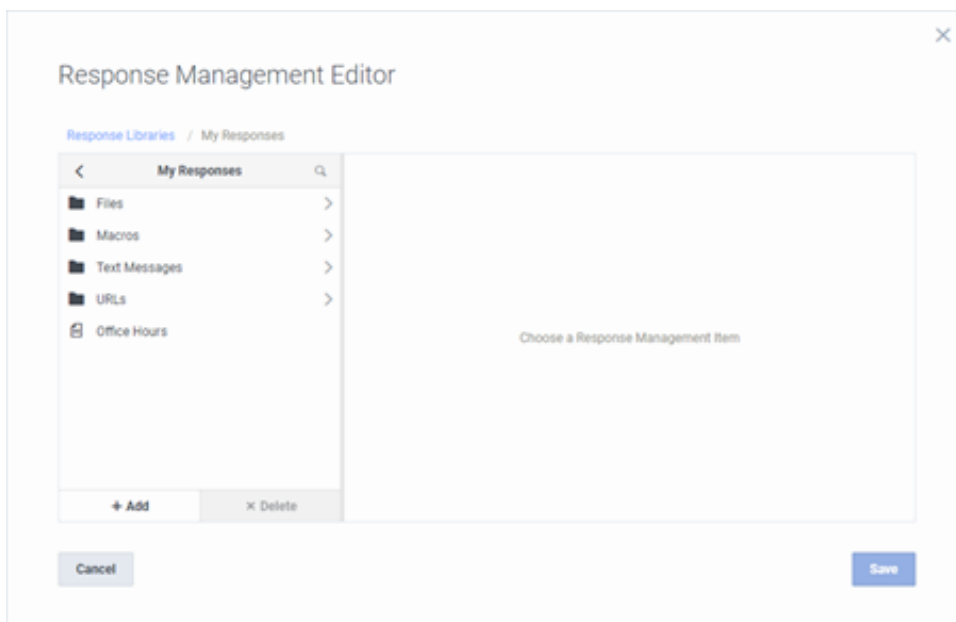 Response Management Editor
Response Libraries / My Responses
My Responses
Files
Macros
Text Messages
URLs
Office Hours
Choose a Response Management Item
+ Add
× Delete
Cancel
Save